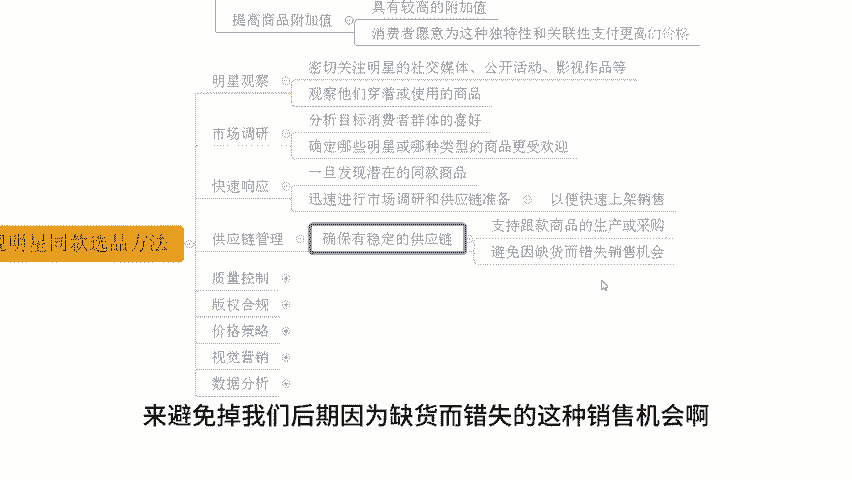 具有较高的附加值
提高商品附加值
消费者愿意为这种独特性和关联性支付更高的价格
密切关注明星的社交媒体、公开活动、影视作品等
明星观察
观察他们穿着或使用的商品
分析目标消费者群体的喜好
市场调研
确定哪些明星或哪种类型的商品更受欢迎
一旦发现潜在的同款商品
快速响应
迅速进行市场调研和供应链准备 以便快速上架销售
支持跟款商品的生产或采购
明星同款选品方法
供应链管理 确保有稳定的供应链
避免因缺货而错失销售机会
质量控制
版权合规
价格策略
视觉营销
数据分析
来避免掉我们后期因为缺货而错失的这种销售机会啊